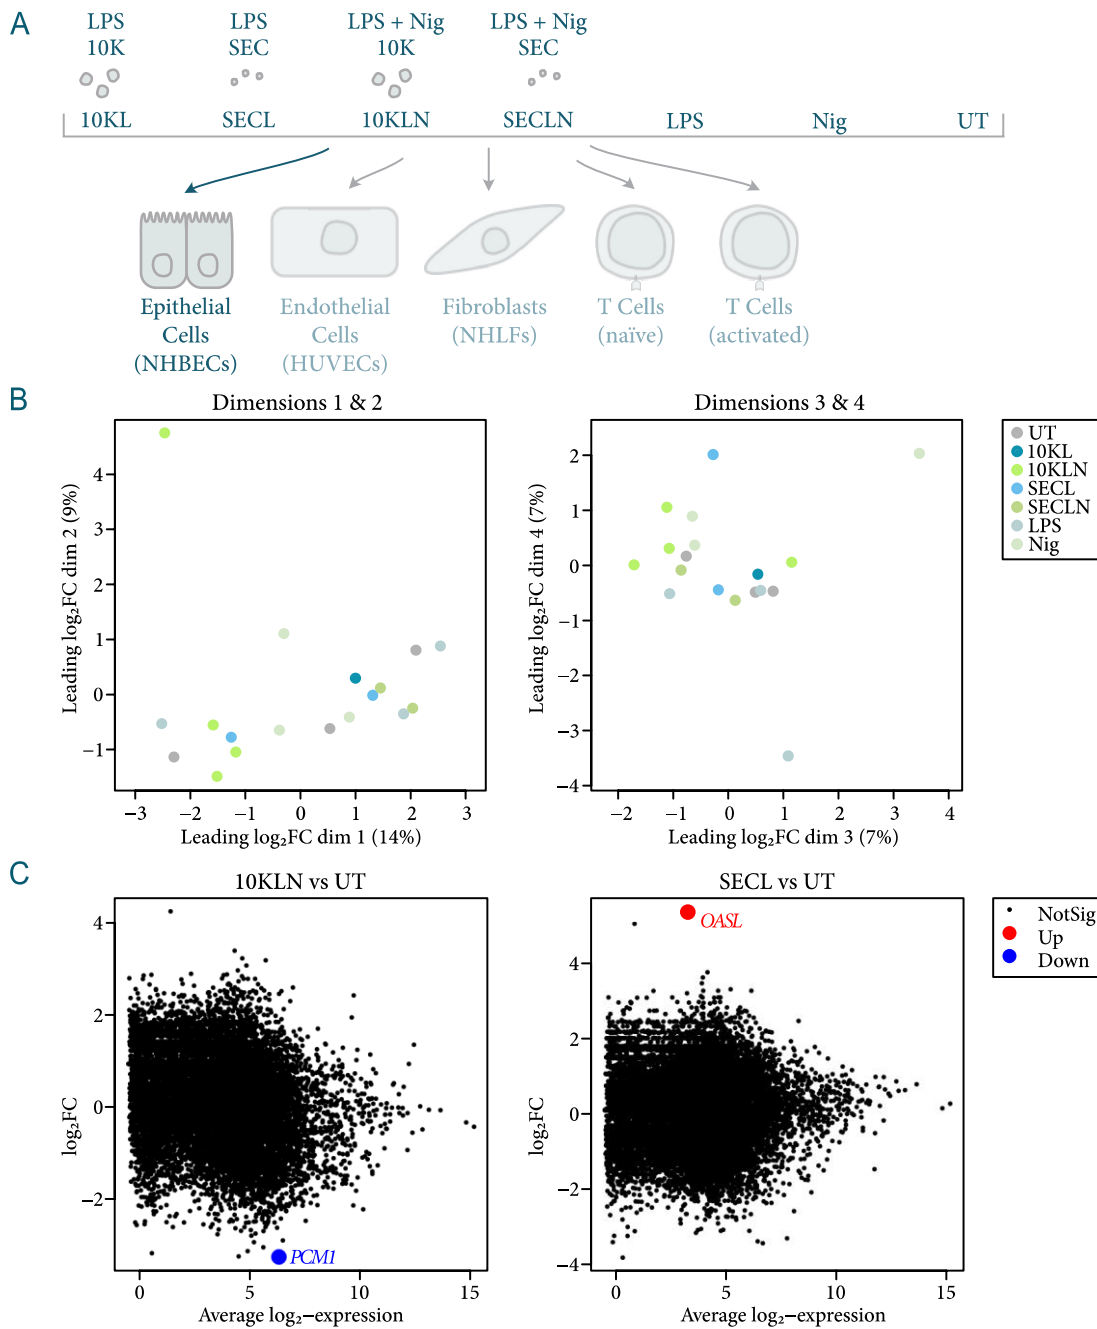 A
LPS LPS LPS + Nig LPS + Nig
10K SEC 10K SEC
10KL SECL 10KLN SECLN LPS Nig UT
Epithelial Cells (NHBECs)
Endothelial Cells (HUVECs)
Fibroblasts (NHLFs)
T Cells (naïve)
T Cells (activated)
B
Dimensions 1 & 2
Leading log₂FC dim 2 (9%)
4
3
2
1
0
−1
−3 −2 −1 0 1 2 3
Leading log₂FC dim 1 (14%)
Dimensions 3 & 4
Leading log₂FC dim 4 (7%)
2
1
0
−1
−2
−3
−4
−2 −1 0 1 2 3 4
Leading log₂FC dim 3 (7%)
UT
10KL
10KLN
SECL
SECLN
LPS
Nig
C
10KLN vs UT
log₂FC
4
2
0
−2
PCM1
0 5 10 15
Average log₂−expression
SECL vs UT
log₂FC
OASL
4
2
0
−2
−4
0 5 10 15
Average log₂−expression
NotSig
Up
Down